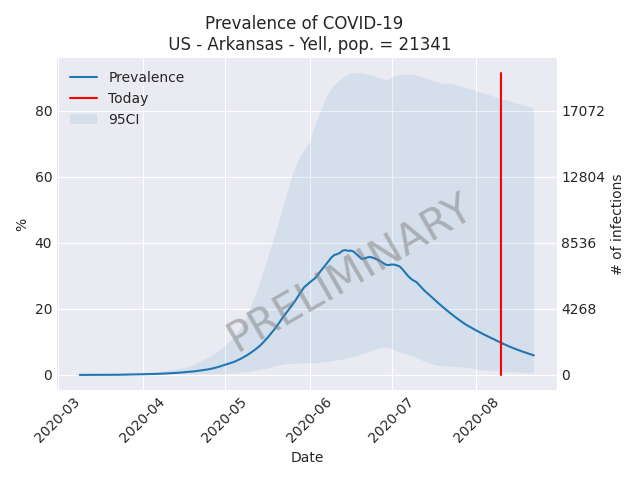 Prevalence of COVID-19
US - Arkansas - Yell, pop. = 21341
Prevalence
Today
95CI
PRELIMINARY
%
80
60
40
20
0
17072
12804
8536
4268
0
# of infections
2020-03
2020-04
2020-05
2020-06
2020-07
2020-08
Date